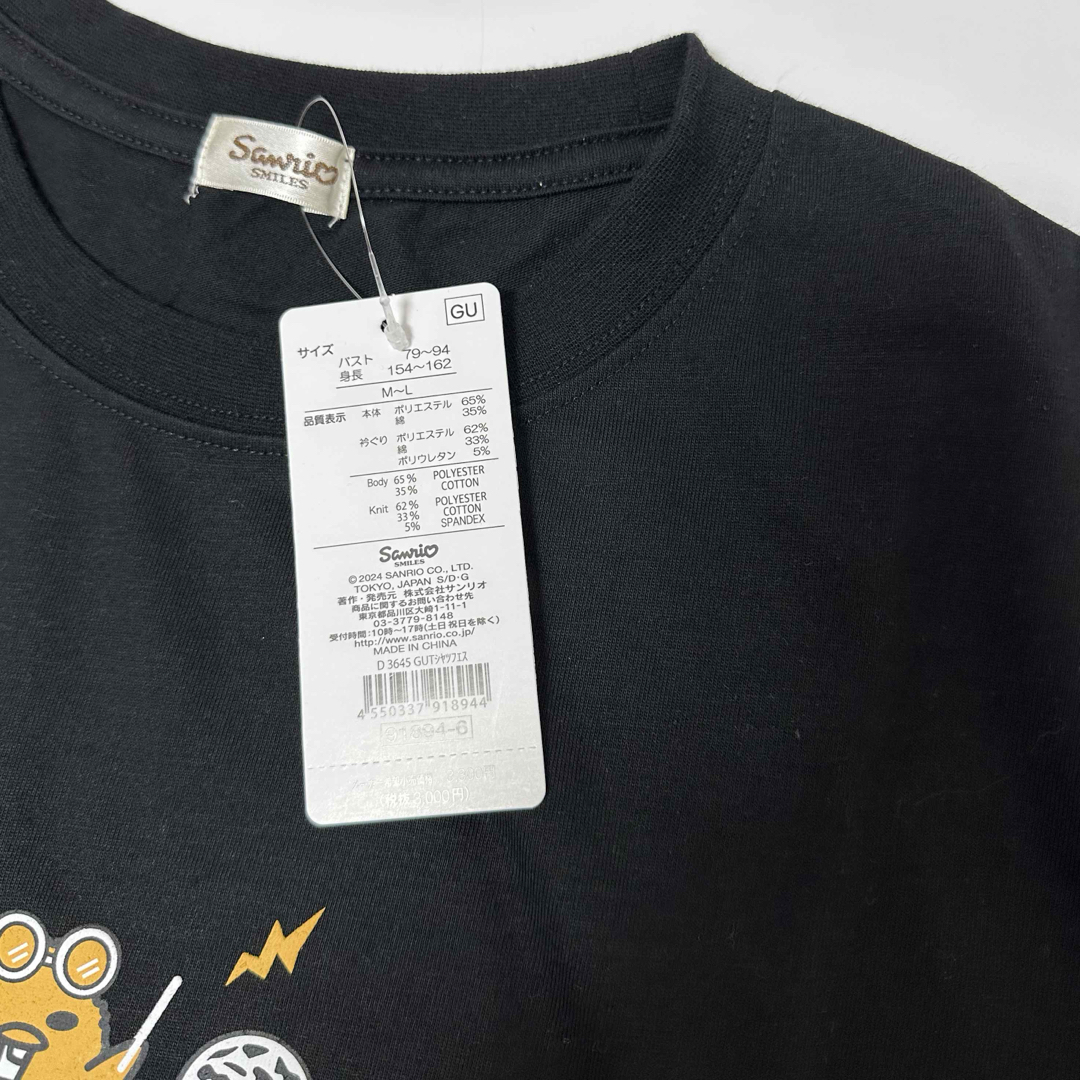 Sanrio
SMILES
GU
サイズ バスト 79～94
身長 154～162
M～L
品質表示 本体 ポリエステル 65%
綿 35%
衿ぐり ポリエステル 62%
綿 33%
ポリウレタン 5%
Body 65% POLYESTER
35% COTTON
Knit 62% POLYESTER
33% COTTON
5% SPANDEX
Sanrio
SMILES
©2024 SANRIO CO., LTD.
TOKYO, JAPAN S/D・G
著作・発売元 株式会社サンリオ
商品に関するお問い合わせ先
東京都品川区大崎1-11-1
03-3779-8148
受付時間:10時～17時(土日祝日を除く)
http://www.sanrio.co.jp/
MADE IN CHINA
D 3645 GUTシャツフェス
4 550337 918944
(税抜 3,000円)